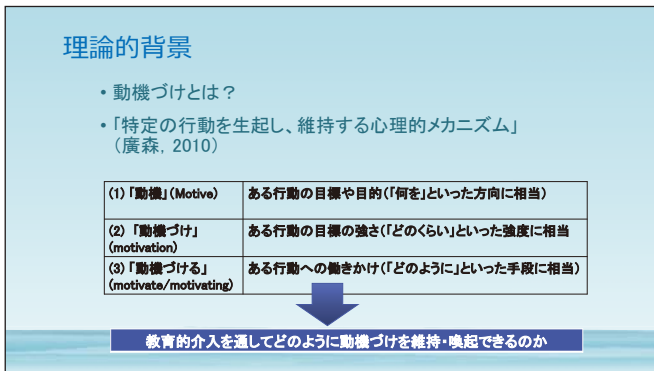 理論的背景
• 動機づけとは？
• 「特定の行動を生起し、維持する心理的メカニズム」
（廣森, 2010）
(1)「動機」(Motive) ある行動の目標や目的(「何を」といった方向に相当)
(2) 「動機づけ」 ある行動の目標の強さ(「どのくらい」といった強度に相当
(motivation)
(3)「動機づける」 ある行動への働きかけ(「どのように」といった手段に相当)
(motivate/motivating)
教育的介入を通してどのように動機づけを維持・喚起できるのか